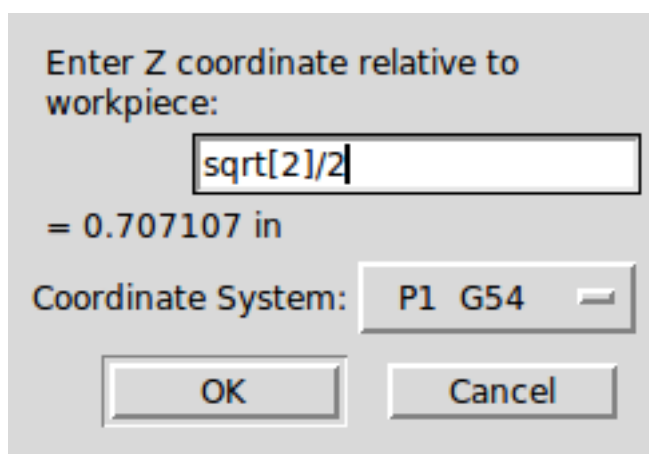 Enter Z coordinate relative to
workpiece:
sqrt[2]/2
= 0.707107 in
Coordinate System: P1 G54
OK Cancel